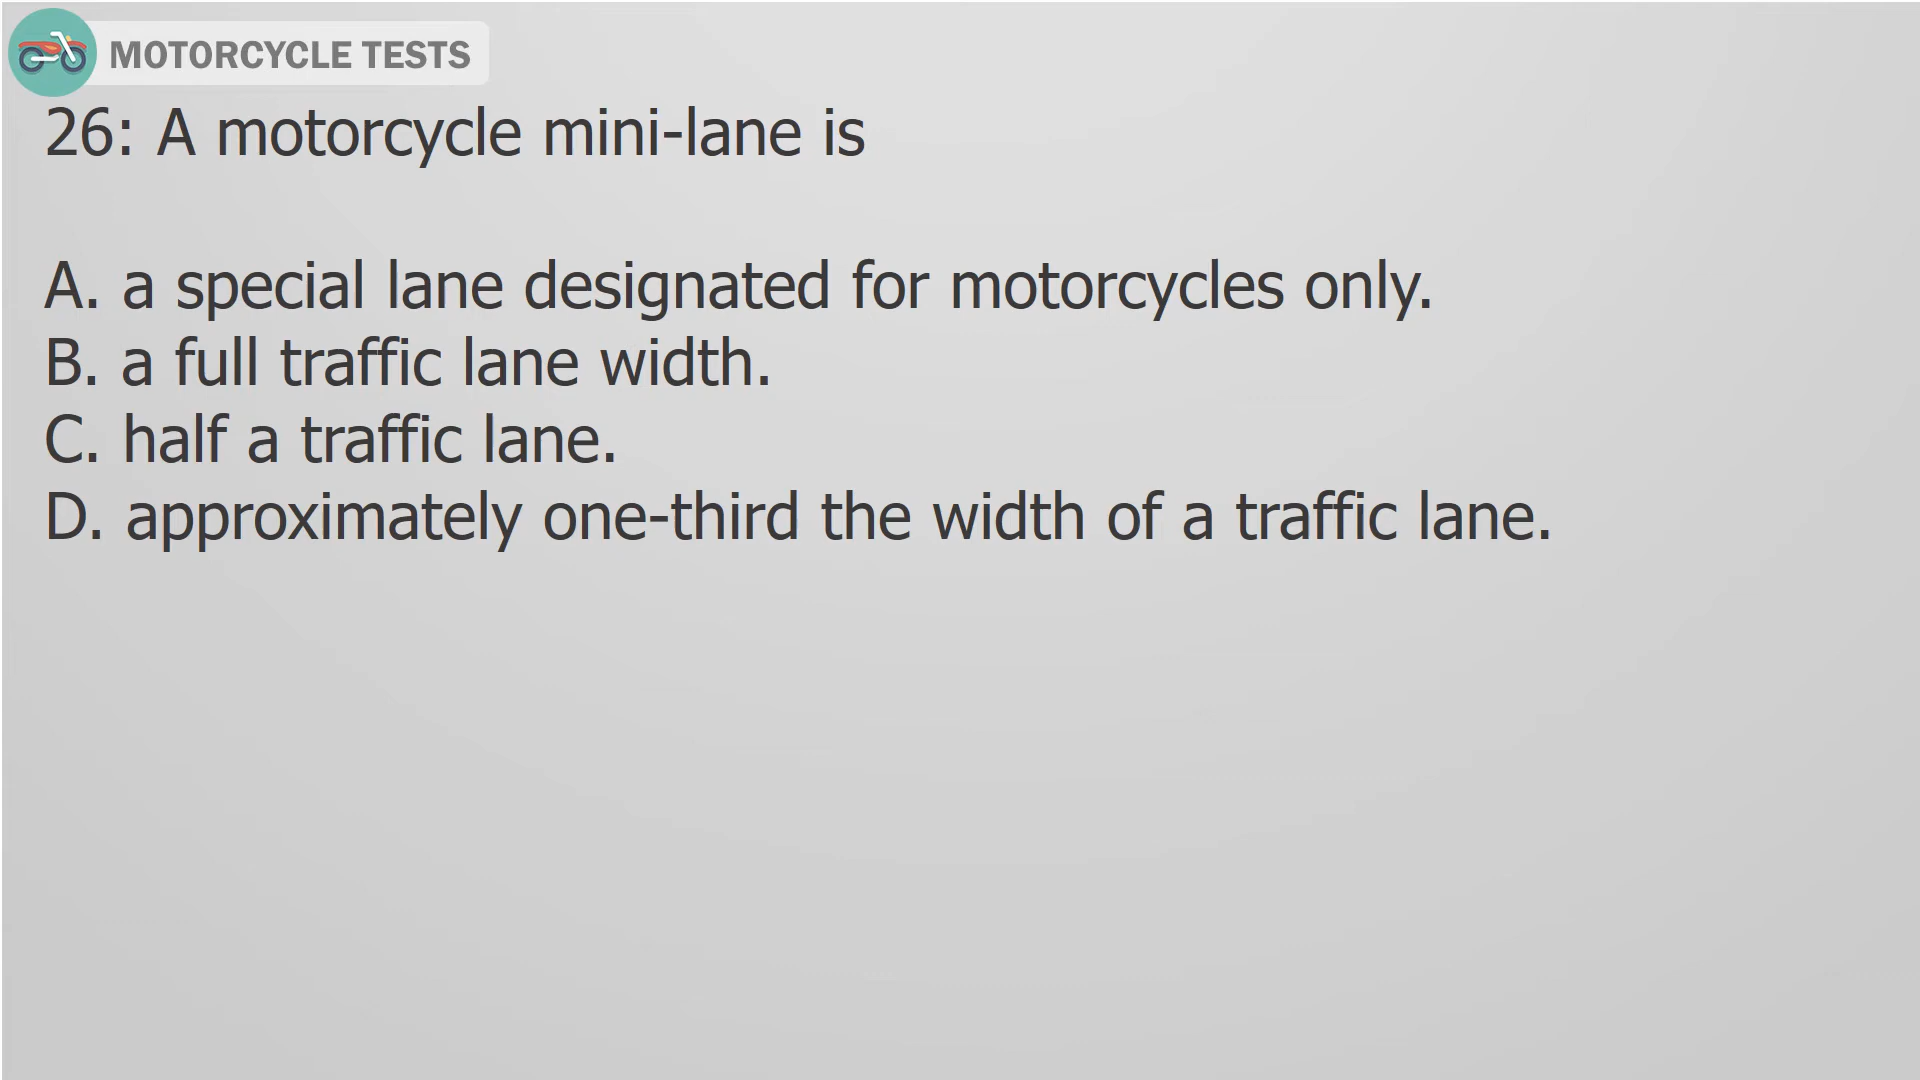 MOTORCYCLE TESTS
26: A motorcycle mini-lane is
A. a special lane designated for motorcycles only.
B. a full traffic lane width.
C. half a traffic lane.
D. approximately one-third the width of a traffic lane.